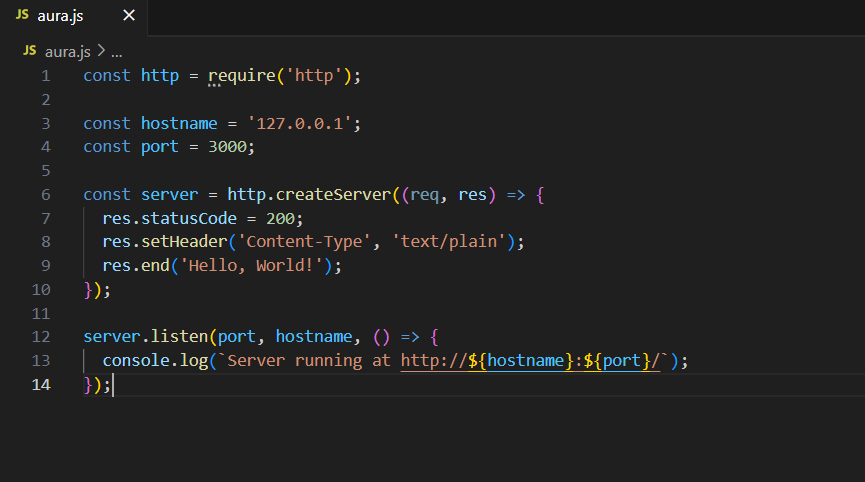 JS aura.js ×
JS aura.js > ...
1 const http = require('http');
2
3 const hostname = '127.0.0.1';
4 const port = 3000;
5
6 const server = http.createServer((req, res) => {
7   res.statusCode = 200;
8   res.setHeader('Content-Type', 'text/plain');
9   res.end('Hello, World!');
10 });
11
12 server.listen(port, hostname, () => {
13   console.log(`Server running at http://${hostname}:${port}/`);
14 });